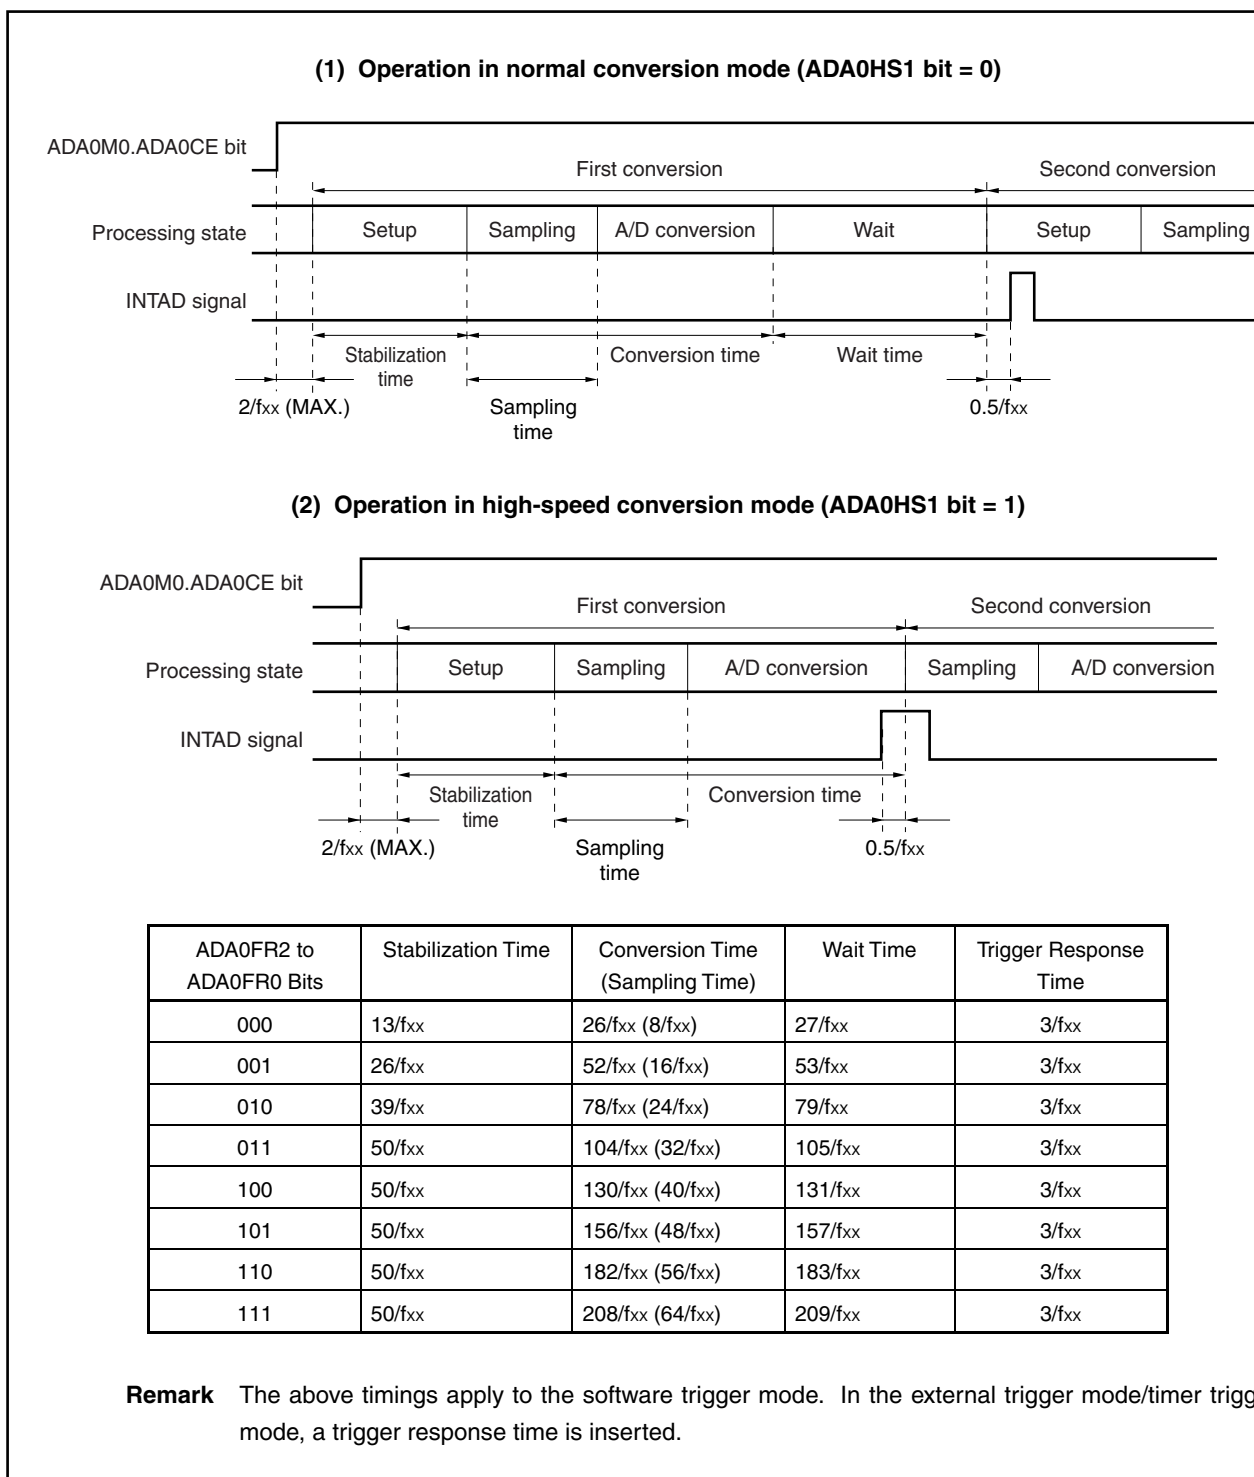 (1) Operation in normal conversion mode (ADA0HS1 bit = 0)
ADA0M0.ADA0CE bit
First conversion
Second conversion
Processing state
Setup
Sampling
A/D conversion
Wait
Setup
Sampling
INTAD signal
Stabilization
time
Conversion time
Wait time
2/fxx (MAX.)
Sampling
time
0.5/fxx
(2) Operation in high-speed conversion mode (ADA0HS1 bit = 1)
ADA0M0.ADA0CE bit
First conversion
Second conversion
Processing state
Setup
Sampling
A/D conversion
Sampling
A/D conversion
INTAD signal
Stabilization
time
Conversion time
2/fxx (MAX.)
Sampling
time
0.5/fxx
ADA0FR2 to
ADA0FR0 Bits
Stabilization Time
Conversion Time
(Sampling Time)
Wait Time
Trigger Response
Time
000 13/fxx 26/fxx (8/fxx) 27/fxx 3/fxx
001 26/fxx 52/fxx (16/fxx) 53/fxx 3/fxx
010 39/fxx 78/fxx (24/fxx) 79/fxx 3/fxx
011 50/fxx 104/fxx (32/fxx) 105/fxx 3/fxx
100 50/fxx 130/fxx (40/fxx) 131/fxx 3/fxx
101 50/fxx 156/fxx (48/fxx) 157/fxx 3/fxx
110 50/fxx 182/fxx (56/fxx) 183/fxx 3/fxx
111 50/fxx 208/fxx (64/fxx) 209/fxx 3/fxx
Remark The above timings apply to the software trigger mode. In the external trigger mode/timer trigg
mode, a trigger response time is inserted.